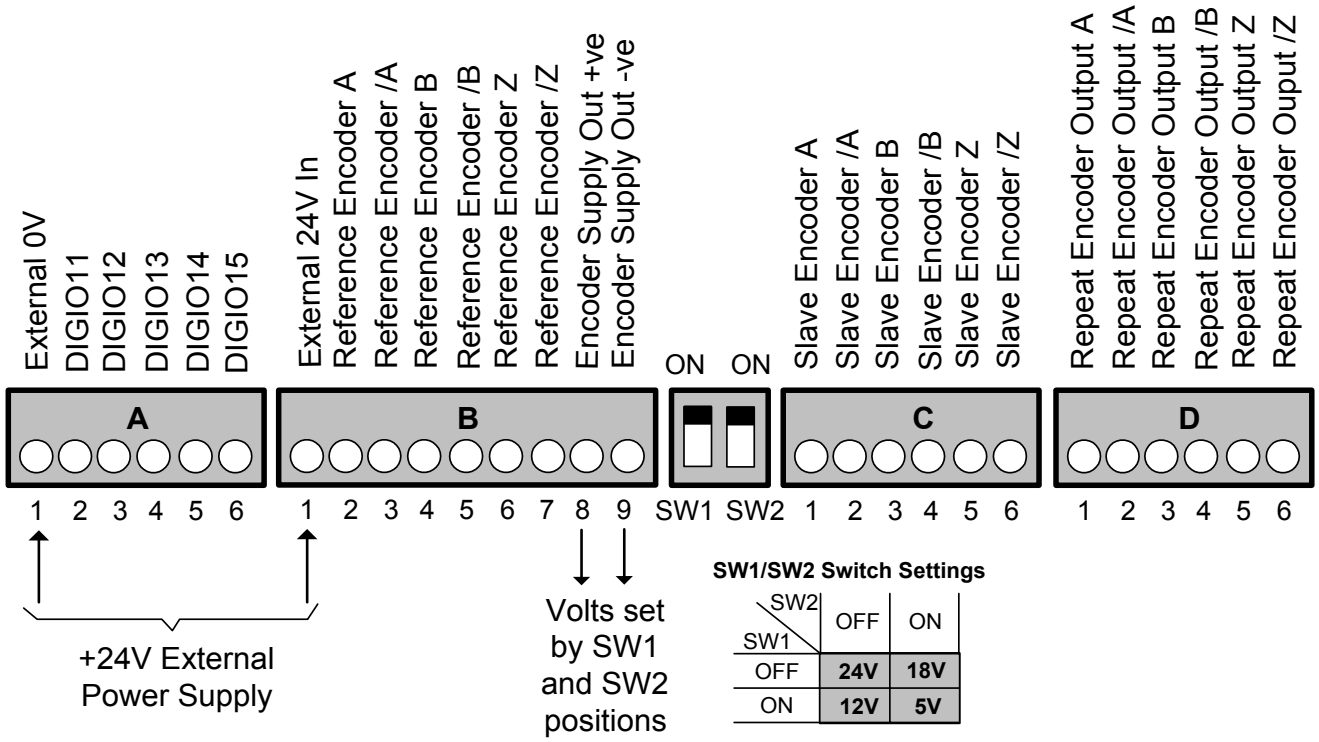 External 0V
DIGIO11
DIGIO12
DIGIO13
DIGIO14
DIGIO15
External 24V In
Reference Encoder A
Reference Encoder /A
Reference Encoder B
Reference Encoder /B
Reference Encoder Z
Reference Encoder /Z
Encoder Supply Out +ve
Encoder Supply Out -ve
ON ON
Slave Encoder A
Slave Encoder /A
Slave Encoder B
Slave Encoder /B
Slave Encoder Z
Slave Encoder /Z
Repeat Encoder Output A
Repeat Encoder Output /A
Repeat Encoder Output B
Repeat Encoder Output /B
Repeat Encoder Output Z
Repeat Encoder Ouput /Z
A B C D
1 2 3 4 5 6 1 2 3 4 5 6 7 8 9 SW1 SW2 1 2 3 4 5 6 1 2 3 4 5 6
+24V External
Power Supply
Volts set
by SW1
and SW2
positions
SW1/SW2 Switch Settings
SW2 OFF ON
SW1
OFF 24V 18V
ON 12V 5V